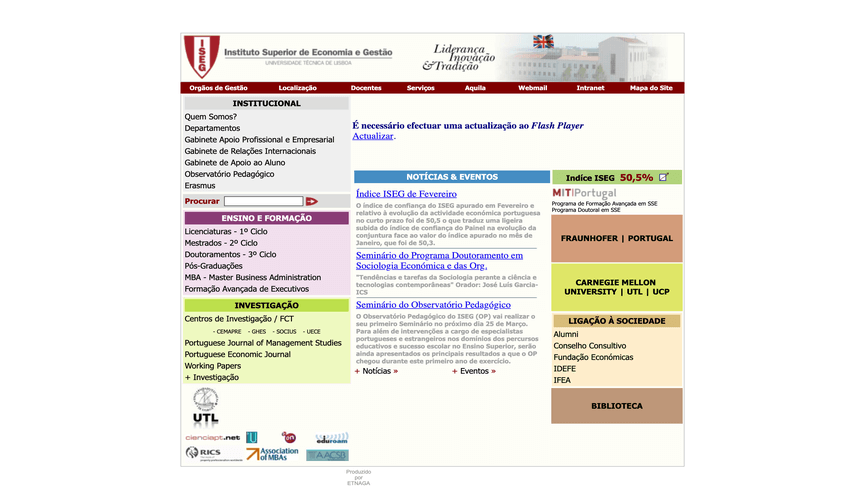 ISEG
Instituto Superior de Economia e Gestão
UNIVERSIDADE TÉCNICA DE LISBOA
Liderança
Inovação
&Tradição
Orgãos de Gestão
Localização
Docentes
Serviços
Aquila
Webmail
Intranet
Mapa do Site
INSTITUCIONAL
Quem Somos?
Departamentos
Gabinete Apoio Profissional e Empresarial
Gabinete de Relações Internacionais
Gabinete de Apoio ao Aluno
Observatório Pedagógico
Erasmus
Procurar
ENSINO E FORMAÇÃO
Licenciaturas - 1º Ciclo
Mestrados - 2º Ciclo
Doutoramentos - 3º Ciclo
Pós-Graduações
MBA - Master Business Administration
Formação Avançada de Executivos
INVESTIGAÇÃO
Centros de Investigação / FCT
- CEMAPRE - GHES - SOCIUS - UECE
Portuguese Journal of Management Studies
Portuguese Economic Journal
Working Papers
+ Investigação
UTL
cienciapt.net
U
on
eduroam
RICS
Association
of MBAs
AACSB
É necessário efectuar uma actualização ao Flash Player
Actualizar.
NOTÍCIAS & EVENTOS
Índice ISEG de Fevereiro
O índice de confiança do ISEG apurado em Fevereiro e
relativo à evolução da actividade económica portuguesa
no curto prazo foi de 50,5 o que traduz uma ligeira
subida do indíce de confiança do Painel na evolução da
conjuntura face ao valor do índice apurado no mês de
Janeiro, que foi de 50,3.
Seminário do Programa Doutoramento em
Sociologia Económica e das Org.
"Tendências e tarefas da Sociologia perante a ciência e
tecnologias contemporâneas" Orador: José Luis Garcia-
ICS
Seminário do Observatório Pedagógico
O Observatório Pedagógico do ISEG (OP) vai realizar o
seu primeiro Seminário no próximo dia 25 de Março.
Para além de intervenções a cargo de especialistas
portugueses e estrangeiros nos domínios dos percursos
educativos e sucesso escolar no Ensino Superior, serão
ainda apresentados os principais resultados a que o OP
chegou durante este primeiro ano de exercício.
+ Notícias »
+ Eventos »
Indice ISEG 50,5%
MITPortugal
Programa de Formação Avançada em SSE
Programa Doutoral em SSE
FRAUNHOFER | PORTUGAL
CARNEGIE MELLON
UNIVERSITY | UTL | UCP
LIGAÇÃO À SOCIEDADE
Alumni
Conselho Consultivo
Fundação Económicas
IDEFE
IFEA
BIBLIOTECA
Produzido
por
ETNAGA